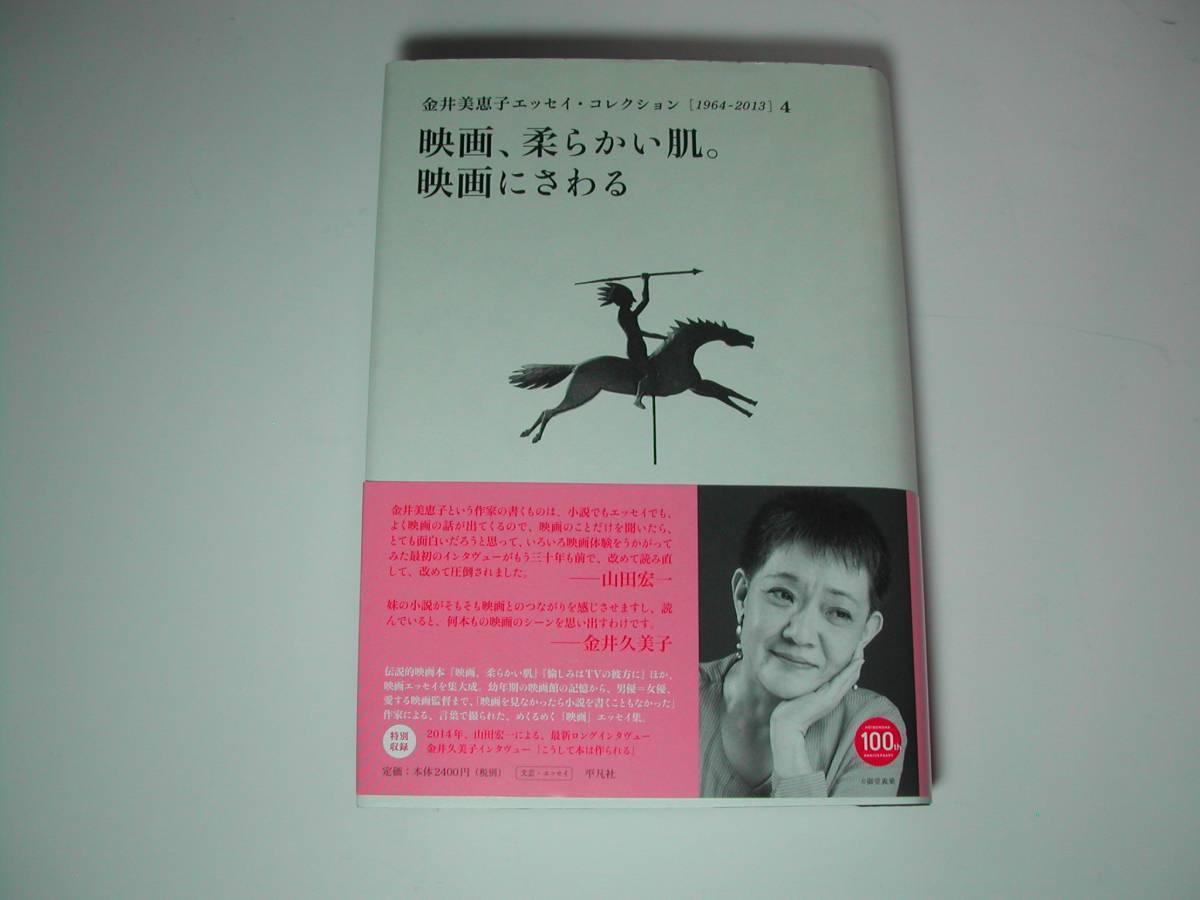 金井美恵子エッセイ・コレクション［1964-2013］4
映画、柔らかい肌。
映画にさわる
金井美恵子という作家の書くものは、小説でもエッセイでも、
よく映画の話が出てくるので、映画のことだけを聞いたら、
とても面白いだろうと思って、いろいろ映画体験をうかがって
みた最初のインタヴューがもう三十年も前で、改めて読み直
して、改めて圧倒されました。 ――山田宏一
妹の小説がそもそも映画とのつながりを感じさせますし、読
んでいると、何本もの映画のシーンを思い出すわけです。
――金井久美子
伝説的映画本『映画、柔らかい肌』『愉しみはTVの彼方に』ほか、
映画エッセイを集大成。幼年期の映画館の記憶から、男優＝女優、
愛する映画監督まで、「映画を見なかったら小説を書くこともなかった」
作家による、言葉で撮られた、めくるめく「映画」エッセイ集。
特別
収録
2014年、山田宏一による、最新ロングインタヴュー
金井久美子インタヴュー「こうして本は作られる」
定価：本体2400円（税別） 文芸・エッセイ 平凡社
HEIBONSHA
100th
ANNIVERSARY